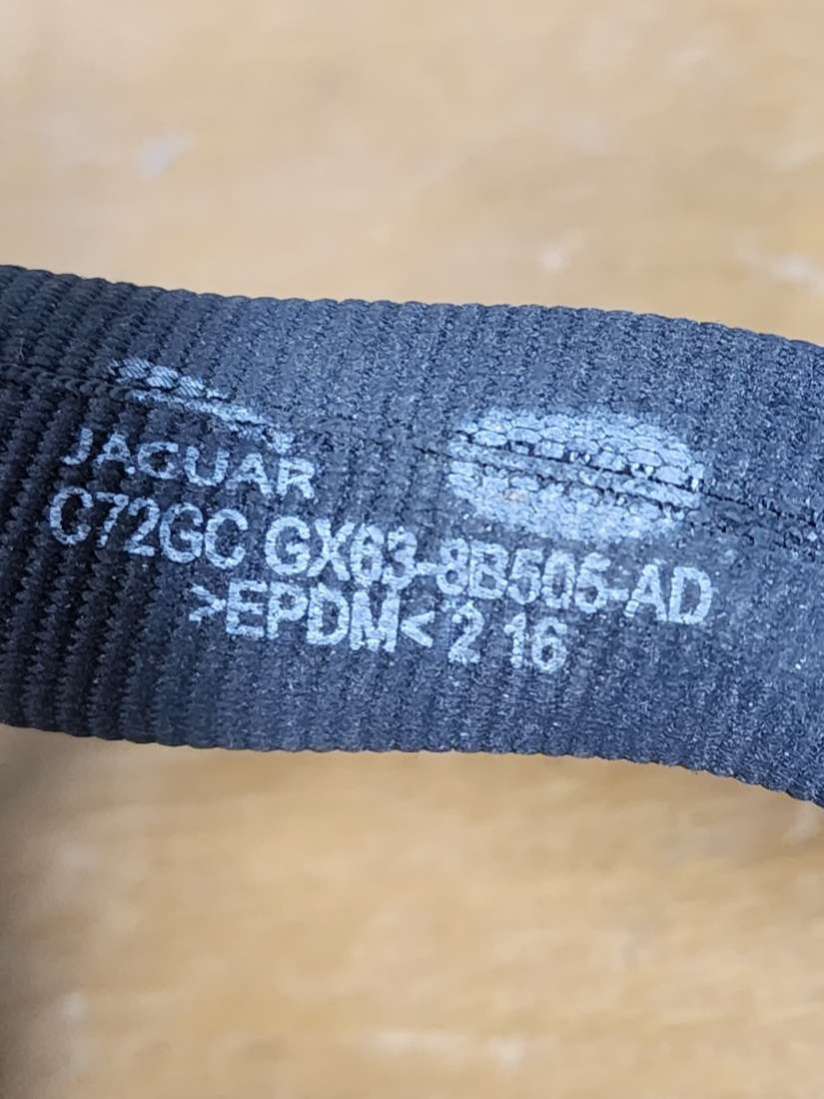 JAGUAR
C72GC GX63-8B505-AD
>EPDM< 2 16